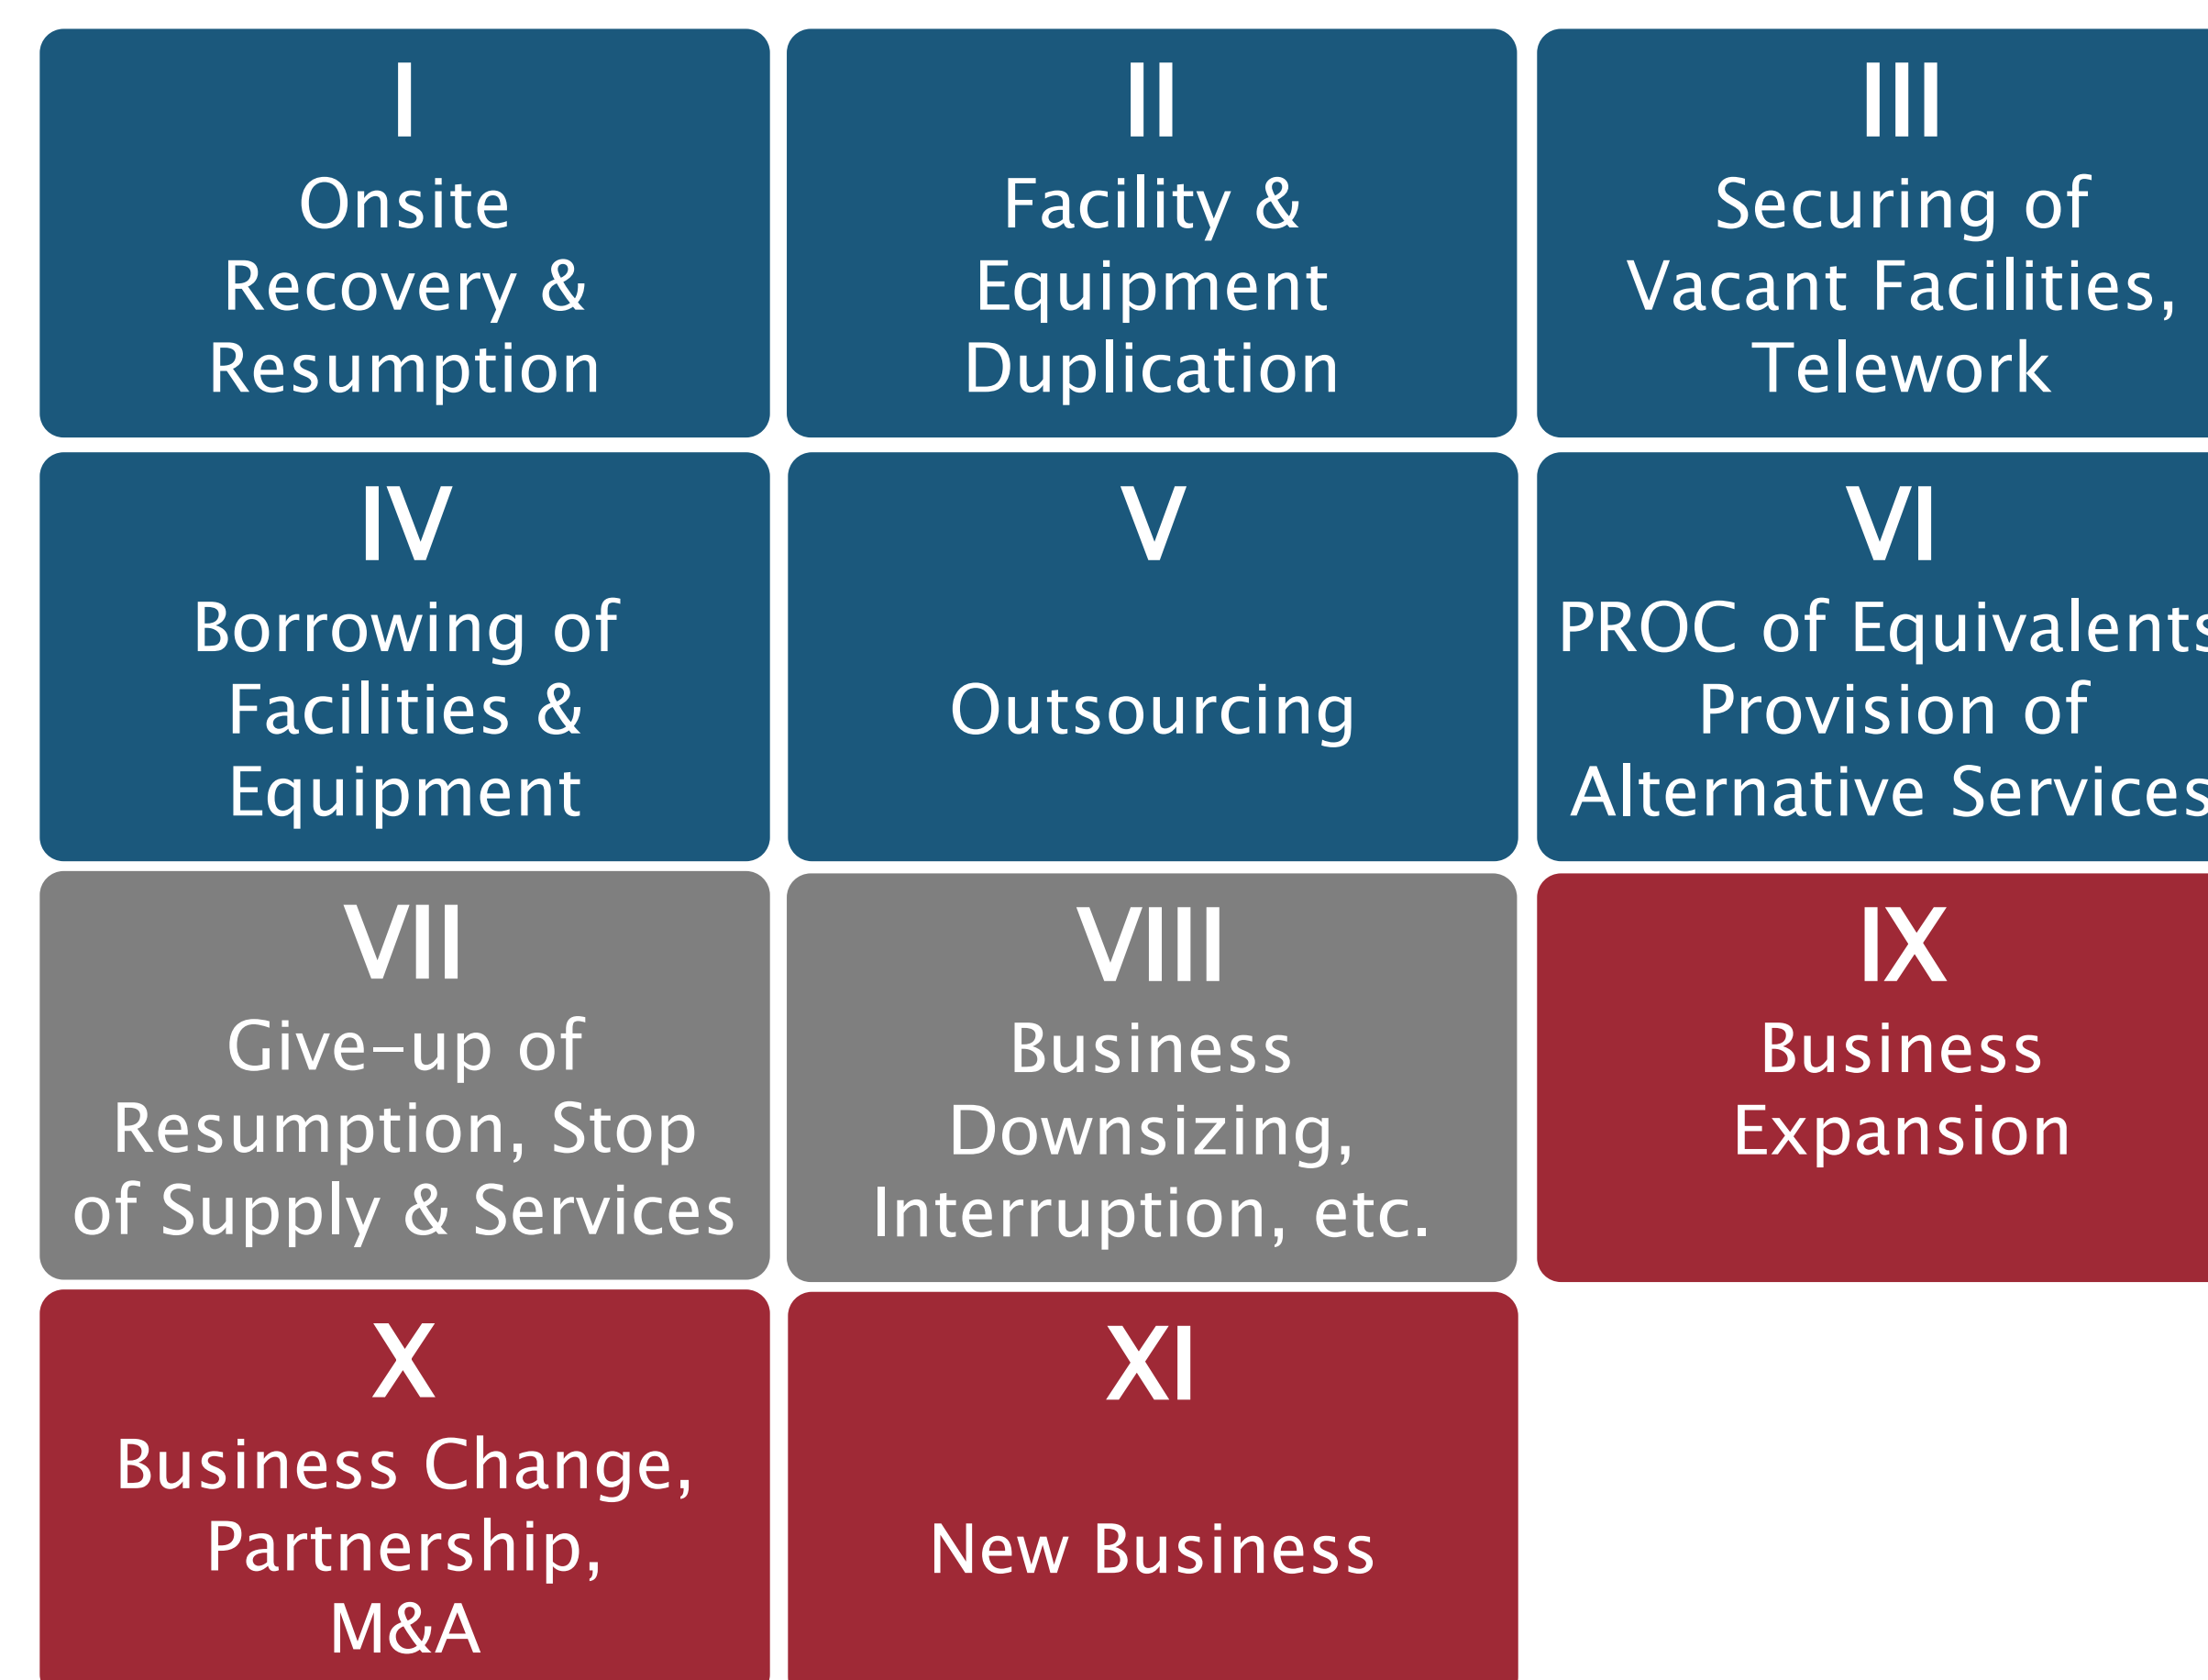 I
Onsite
Recovery &
Resumption
II
Facility &
Equipment
Duplication
III
Securing of
Vacant Facilities,
Telework
IV
Borrowing of
Facilities &
Equipment
V
Outsourcing
VI
PROC of Equivalents
Provision of
Alternative Services
VII
Give-up of
Resumption, Stop
of Supply & Services
VIII
Business
Downsizing,
Interruption, etc.
IX
Business
Expansion
X
Business Change,
Partnership,
M&A
XI
New Business